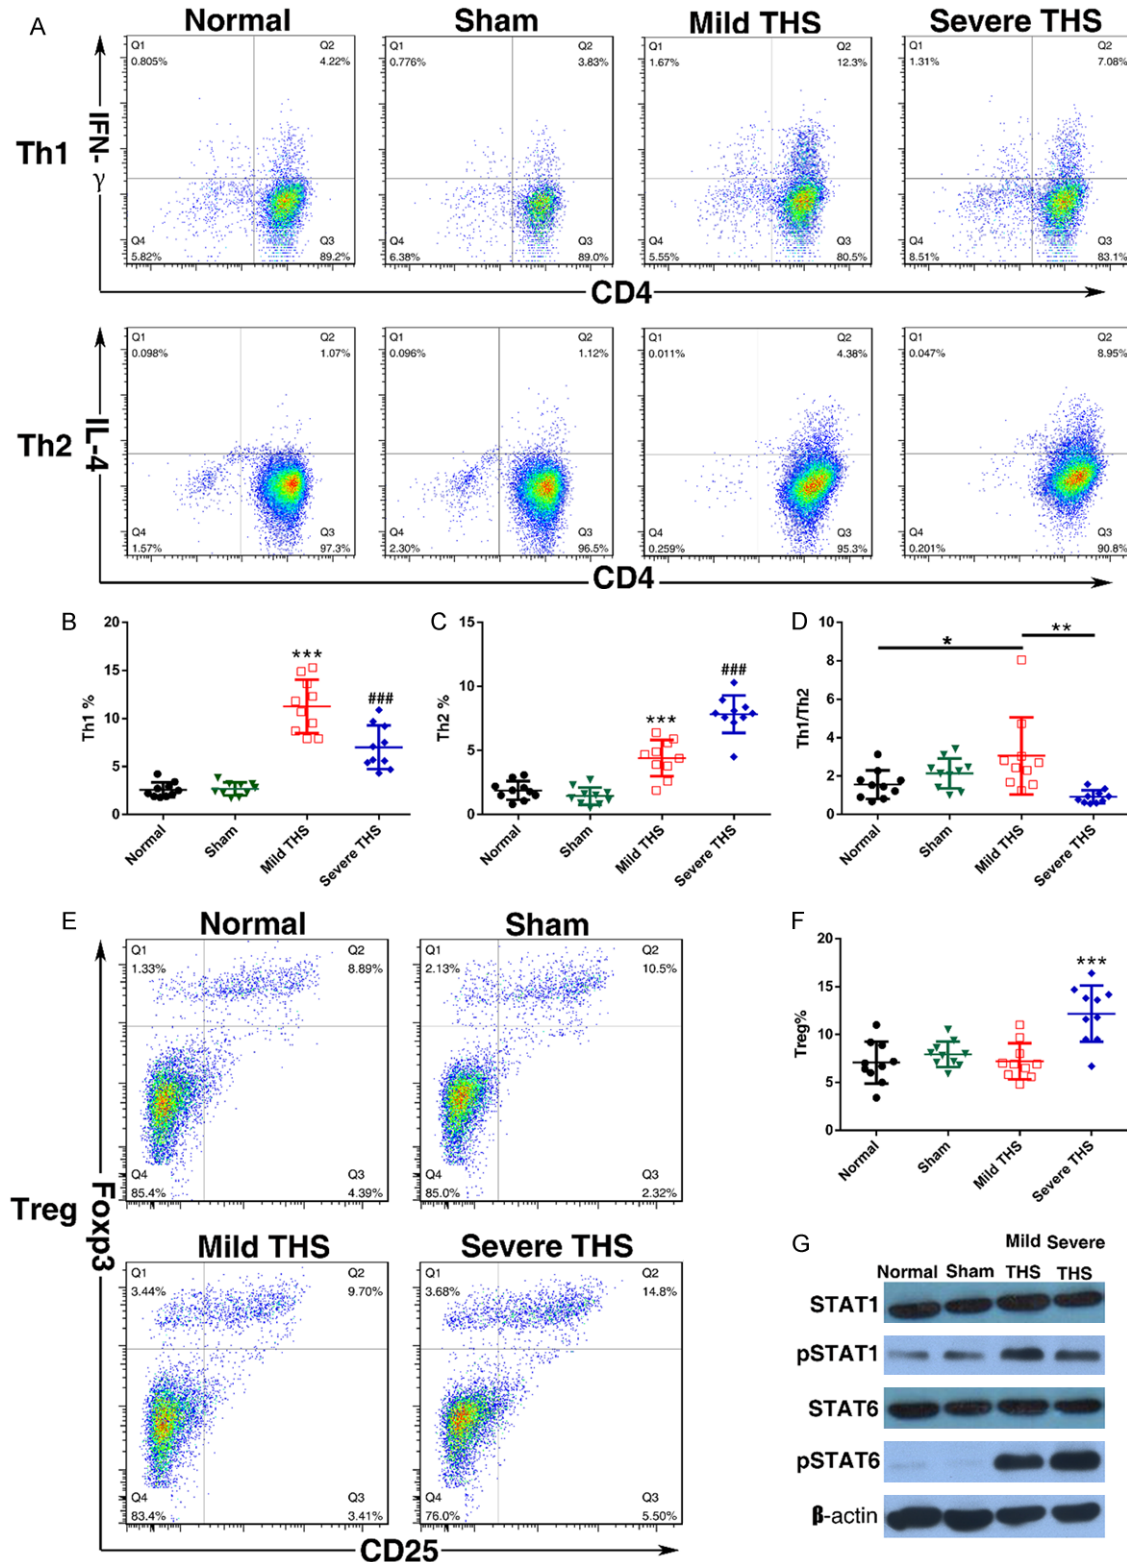 A
Normal
Sham
Mild THS
Severe THS
Th1
IFN-γ
Q1
0.805%
Q2
4.22%
Q4
5.82%
Q3
89.2%
Q1
0.776%
Q2
3.83%
Q4
6.38%
Q3
89.0%
Q1
1.67%
Q2
12.3%
Q4
5.55%
Q3
80.5%
Q1
1.31%
Q2
7.08%
Q4
8.51%
Q3
83.1%
CD4
Th2
IL-4
Q1
0.098%
Q2
1.07%
Q4
1.57%
Q3
97.3%
Q1
0.096%
Q2
1.12%
Q4
2.30%
Q3
96.5%
Q1
0.011%
Q2
4.38%
Q4
0.259%
Q3
95.3%
Q1
0.047%
Q2
8.95%
Q4
0.201%
Q3
90.8%
CD4
B
Th1 %
20
15
10
5
0
***
###
Normal
Sham
Mild THS
Severe THS
C
Th2 %
15
10
5
0
***
###
Normal
Sham
Mild THS
Severe THS
D
Th1/Th2
10
8
6
4
2
0
*
**
Normal
Sham
Mild THS
Severe THS
E
Normal
Sham
Treg
Foxp3
Q1
1.33%
Q2
8.89%
Q4
85.4%
Q3
4.39%
Q1
2.13%
Q2
10.5%
Q4
85.0%
Q3
2.32%
Mild THS
Severe THS
Q1
3.44%
Q2
9.70%
Q4
83.4%
Q3
3.41%
Q1
3.68%
Q2
14.8%
Q4
76.0%
Q3
5.50%
CD25
F
Treg%
20
15
10
5
0
***
Normal
Sham
Mild THS
Severe THS
G
Normal
Sham
Mild THS
Severe THS
STAT1
pSTAT1
STAT6
pSTAT6
β-actin